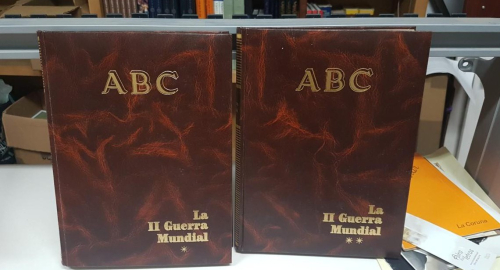 ABC
La
II Guerra
Mundial
*
ABC
La
II Guerra
Mundial
**
La Coruña